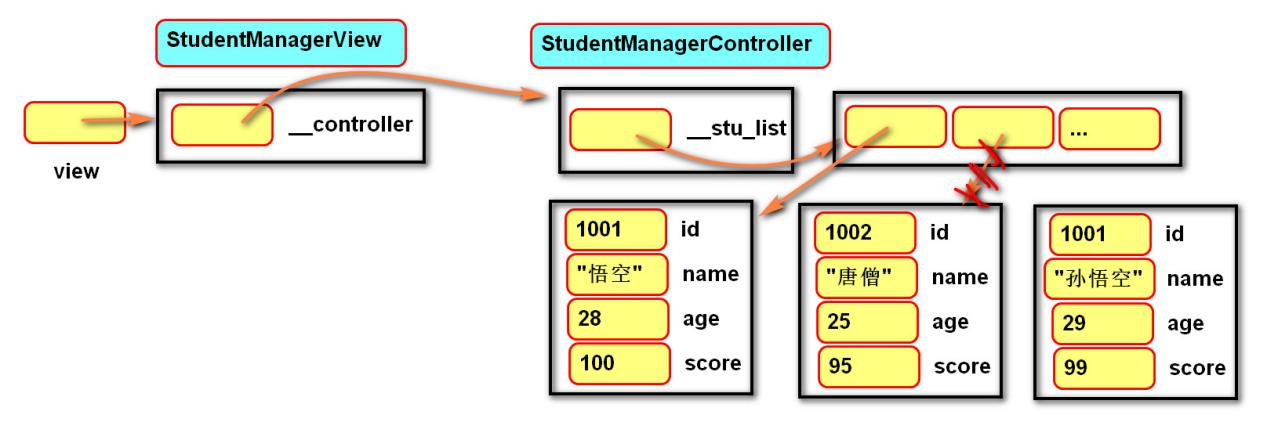 StudentManagerView
StudentManagerController
view
__controller
__stu_list
...
1001 id
"悟空" name
28 age
100 score
1002 id
"唐僧" name
25 age
95 score
1001 id
"孙悟空" name
29 age
99 score